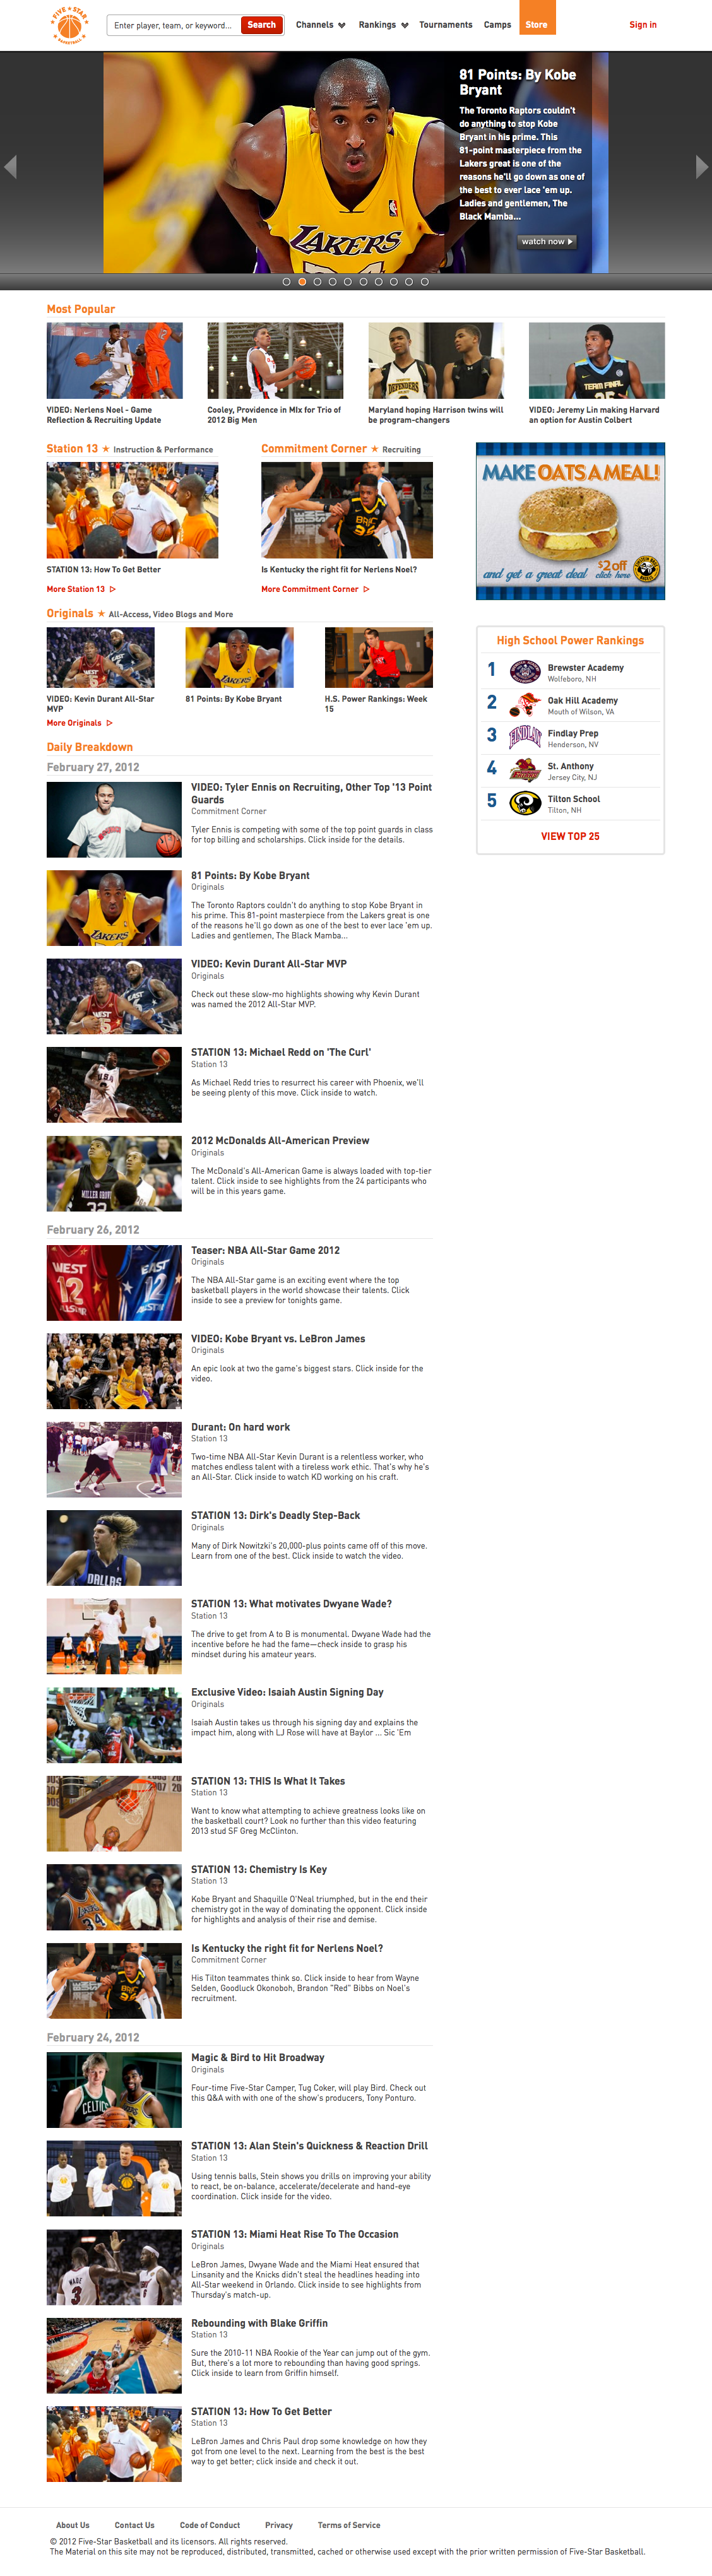 FIVE★STAR
BASKETBALL
Enter player, team, or keyword...
Search
Channels
Rankings
Tournaments
Camps
Store
Sign in
81 Points: By Kobe
Bryant
The Toronto Raptors couldn't
do anything to stop Kobe
Bryant in his prime. This
81-point masterpiece from the
Lakers great is one of the
reasons he'll go down as one of
the best to ever lace 'em up.
Ladies and gentlemen, The
Black Mamba...
watch now
LAKERS
Most Popular
VIDEO: Nerlens Noel - Game
Reflection & Recruiting Update
Cooley, Providence in MIx for Trio of
2012 Big Men
Maryland hoping Harrison twins will
be program-changers
VIDEO: Jeremy Lin making Harvard
an option for Austin Colbert
DEFENDERS
TEAM FINAL
Station 13 ★ Instruction & Performance
STATION 13: How To Get Better
More Station 13
Commitment Corner ★ Recruiting
Is Kentucky the right fit for Nerlens Noel?
More Commitment Corner
MAKE OATS A MEAL!
$2 off
and get a great deal click here
Originals ★ All-Access, Video Blogs and More
VIDEO: Kevin Durant All-Star
MVP
81 Points: By Kobe Bryant
H.S. Power Rankings: Week
15
More Originals
High School Power Rankings
1
Brewster Academy
Wolfeboro, NH
2
Oak Hill Academy
Mouth of Wilson, VA
3
Findlay Prep
Henderson, NV
4
St. Anthony
Jersey City, NJ
5
Tilton School
Tilton, NH
VIEW TOP 25
Daily Breakdown
February 27, 2012
VIDEO: Tyler Ennis on Recruiting, Other Top '13 Point
Guards
Commitment Corner
Tyler Ennis is competing with some of the top point guards in class
for top billing and scholarships. Click inside for the details.
81 Points: By Kobe Bryant
Originals
The Toronto Raptors couldn't do anything to stop Kobe Bryant in
his prime. This 81-point masterpiece from the Lakers great is one
of the reasons he'll go down as one of the best to ever lace 'em up.
Ladies and gentlemen, The Black Mamba...
VIDEO: Kevin Durant All-Star MVP
Originals
Check out these slow-mo highlights showing why Kevin Durant
was named the 2012 All-Star MVP.
STATION 13: Michael Redd on 'The Curl'
Station 13
As Michael Redd tries to resurrect his career with Phoenix, we'll
be seeing plenty of this move. Click inside to watch.
2012 McDonalds All-American Preview
Originals
The McDonald's All-American Game is always loaded with top-tier
talent. Click inside to see highlights from the 24 participants who
will be in this years game.
February 26, 2012
WEST
12
EAST
12
Teaser: NBA All-Star Game 2012
Originals
The NBA All-Star game is an exciting event where the top
basketball players in the world showcase their talents. Click
inside to see a preview for tonights game.
VIDEO: Kobe Bryant vs. LeBron James
Originals
An epic look at two the game's biggest stars. Click inside for the
video.
Durant: On hard work
Station 13
Two-time NBA All-Star Kevin Durant is a relentless worker, who
matches endless talent with a tireless work ethic. That's why he's
an All-Star. Click inside to watch KD working on his craft.
DALLAS
STATION 13: Dirk's Deadly Step-Back
Originals
Many of Dirk Nowitzki's 20,000-plus points came off of this move.
Learn from one of the best. Click inside to watch the video.
STATION 13: What motivates Dwyane Wade?
Station 13
The drive to get from A to B is monumental. Dwyane Wade had the
incentive before he had the fame—check inside to grasp his
mindset during his amateur years.
Exclusive Video: Isaiah Austin Signing Day
Originals
Isaiah Austin takes us through his signing day and explains the
impact him, along with LJ Rose will have at Baylor ... Sic 'Em
STATION 13: THIS Is What It Takes
Station 13
Want to know what attempting to achieve greatness looks like on
the basketball court? Look no further than this video featuring
2013 stud SF Greg McClinton.
STATION 13: Chemistry Is Key
Station 13
Kobe Bryant and Shaquille O'Neal triumphed, but in the end their
chemistry got in the way of dominating the opponent. Click inside
for highlights and analysis of their rise and demise.
Is Kentucky the right fit for Nerlens Noel?
Commitment Corner
His Tilton teammates think so. Click inside to hear from Wayne
Selden, Goodluck Okonoboh, Brandon "Red" Bibbs on Noel's
recruitment.
February 24, 2012
Magic & Bird to Hit Broadway
Originals
Four-time Five-Star Camper, Tug Coker, will play Bird. Check out
this Q&A with with one of the show's producers, Tony Ponturo.
STATION 13: Alan Stein's Quickness & Reaction Drill
Station 13
Using tennis balls, Stein shows you drills on improving your ability
to react, be on-balance, accelerate/decelerate and hand-eye
coordination. Click inside for the video.
WADE
3
STATION 13: Miami Heat Rise To The Occasion
Originals
LeBron James, Dwyane Wade and the Miami Heat ensured that
Linsanity and the Knicks didn't steal the headlines heading into
All-Star weekend in Orlando. Click inside to see highlights from
Thursday's match-up.
Rebounding with Blake Griffin
Station 13
Sure the 2010-11 NBA Rookie of the Year can jump out of the gym.
But, there's a lot more to rebounding than having good springs.
Click inside to learn from Griffin himself.
STATION 13: How To Get Better
Station 13
LeBron James and Chris Paul drop some knowledge on how they
got from one level to the next. Learning from the best is the best
way to get better; click inside and check it out.
About Us
Contact Us
Code of Conduct
Privacy
Terms of Service
© 2012 Five-Star Basketball and its licensors. All rights reserved.
The Material on this site may not be reproduced, distributed, transmitted, cached or otherwise used except with the prior written permission of Five-Star Basketball.